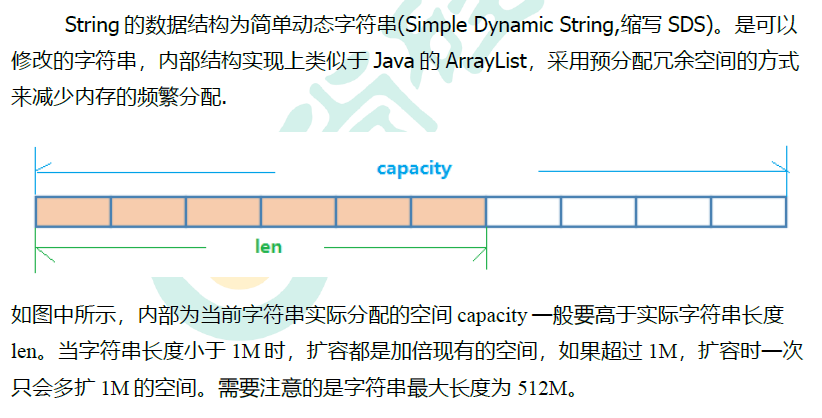 String 的数据结构为简单动态字符串(Simple Dynamic String,缩写 SDS)。是可以
修改的字符串，内部结构实现上类似于 Java 的 ArrayList，采用预分配冗余空间的方式
来减少内存的频繁分配.
capacity
len
如图中所示，内部为当前字符串实际分配的空间 capacity 一般要高于实际字符串长度
len。当字符串长度小于 1M 时，扩容都是加倍现有的空间，如果超过 1M，扩容时一次
只会多扩 1M 的空间。需要注意的是字符串最大长度为 512M。